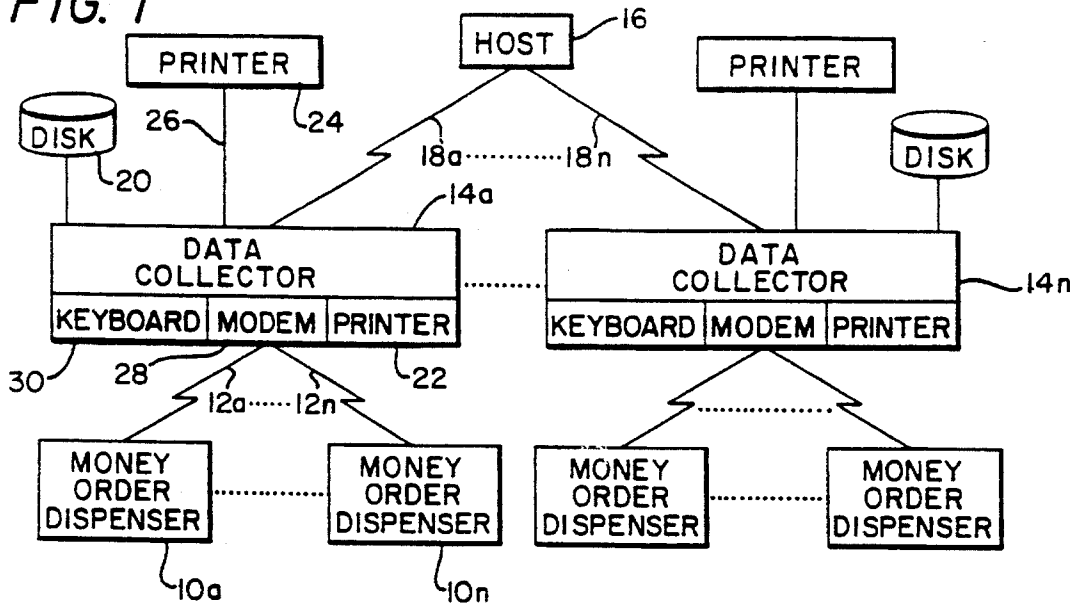 FIG. 1
HOST
16
PRINTER
24
PRINTER
DISK
20
26
DISK
18a
18n
14a
DATA
COLLECTOR
KEYBOARD MODEM PRINTER
DATA
COLLECTOR
KEYBOARD MODEM PRINTER
14n
30
28
22
12a
12n
MONEY
ORDER
DISPENSER
MONEY
ORDER
DISPENSER
MONEY
ORDER
DISPENSER
MONEY
ORDER
DISPENSER
10a
10n